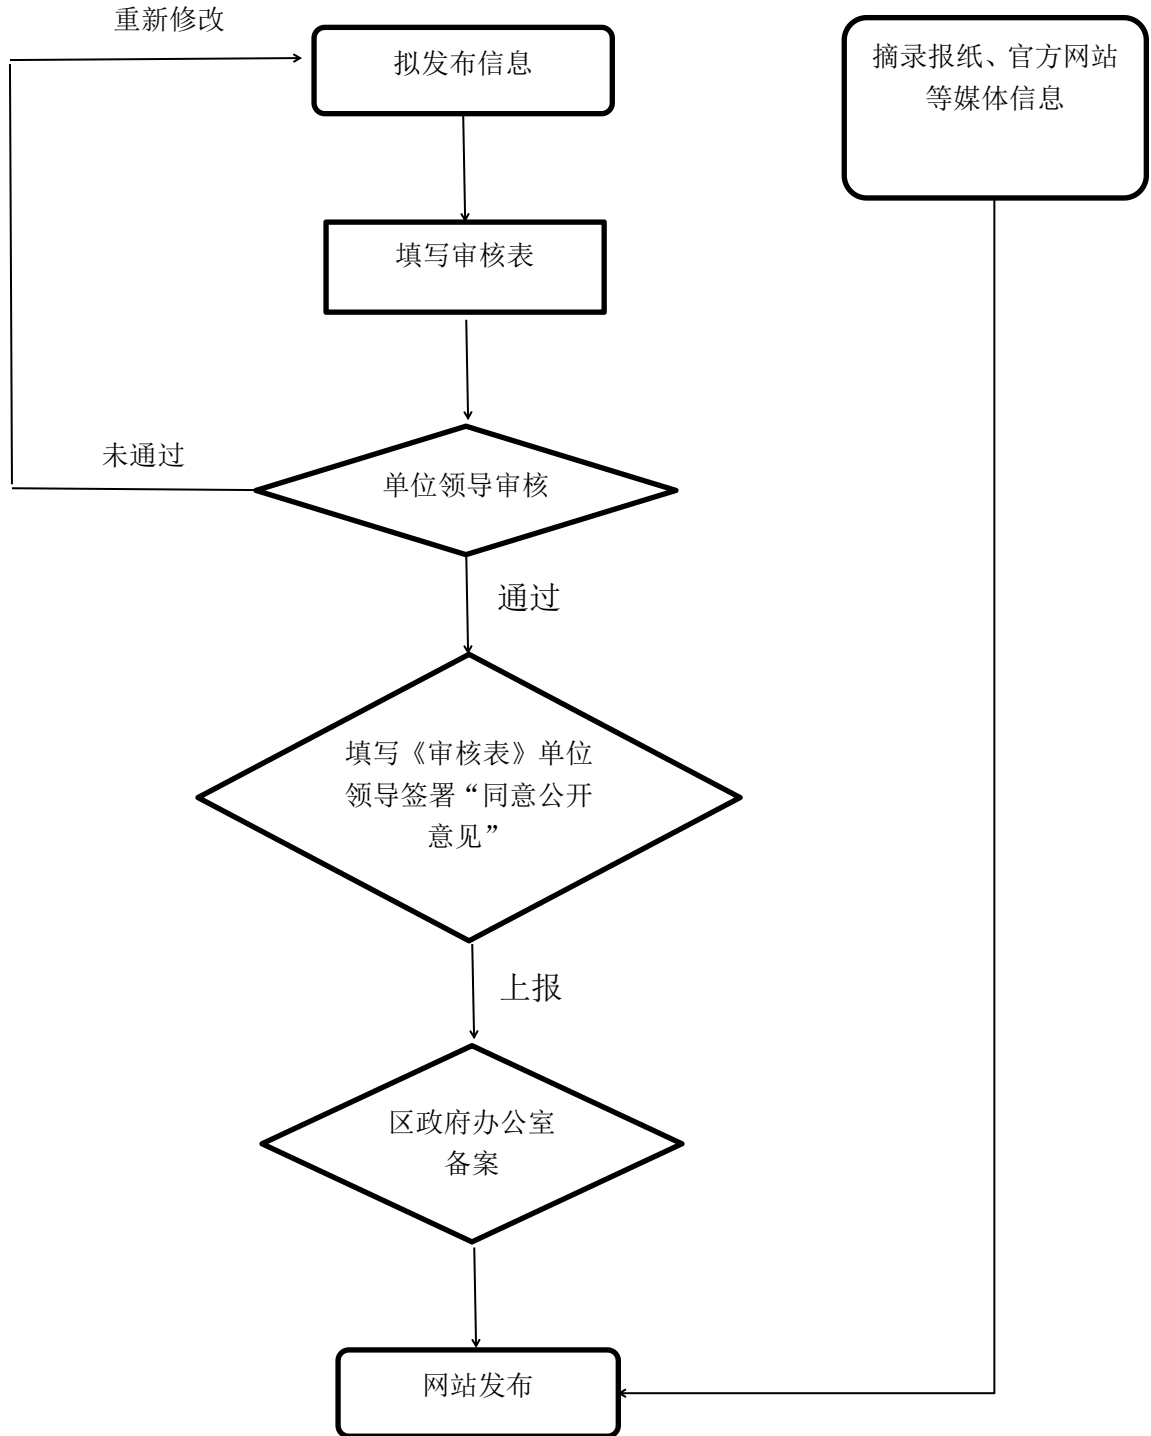 重新修改
拟发布信息
摘录报纸、官方网站
等媒体信息
填写审核表
未通过
单位领导审核
通过
填写《审核表》单位
领导签署“同意公开
意见”
上报
区政府办公室
备案
网站发布